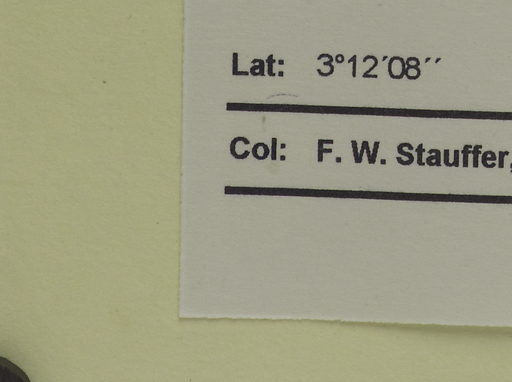 Lat: 3°12′08′′
Col: F. W. Stauffer,